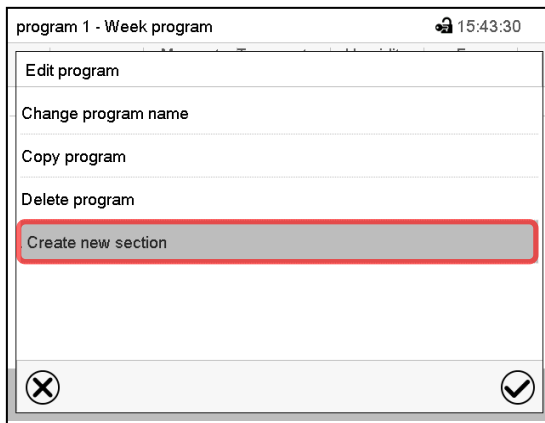 program 1 - Week program 15:43:30
Edit program
Change program name
Copy program
Delete program
Create new section